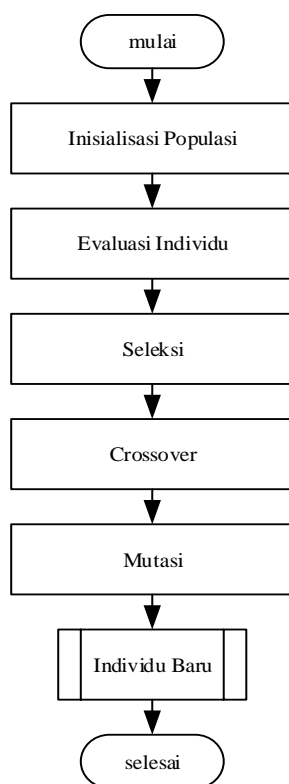 mulai
Inisialisasi Populasi
Evaluasi Individu
Seleksi
Crossover
Mutasi
Individu Baru
selesai